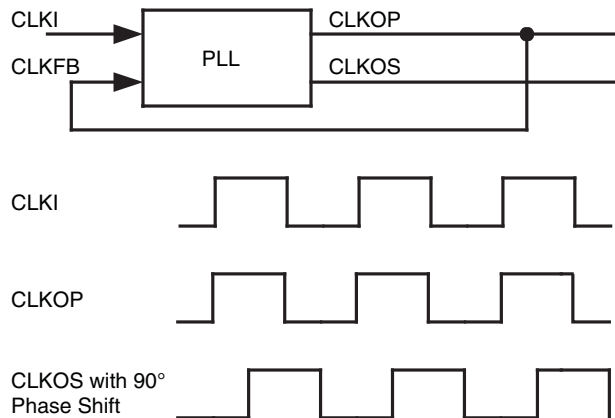 CLKI
CLKOP
CLKFB
PLL
CLKOS
CLKI
CLKOP
CLKOS with 90°
Phase Shift